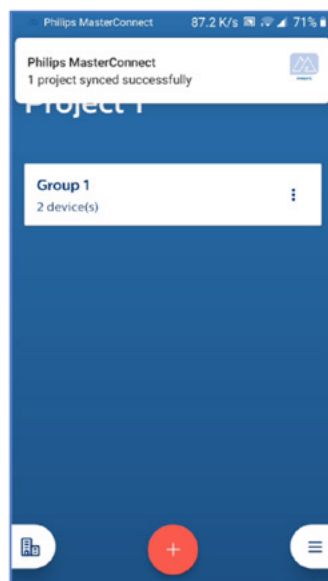 Philips MasterConnect 87.2 K/s 71%
Philips MasterConnect
1 project synced successfully
Project 1
Group 1
2 device(s)